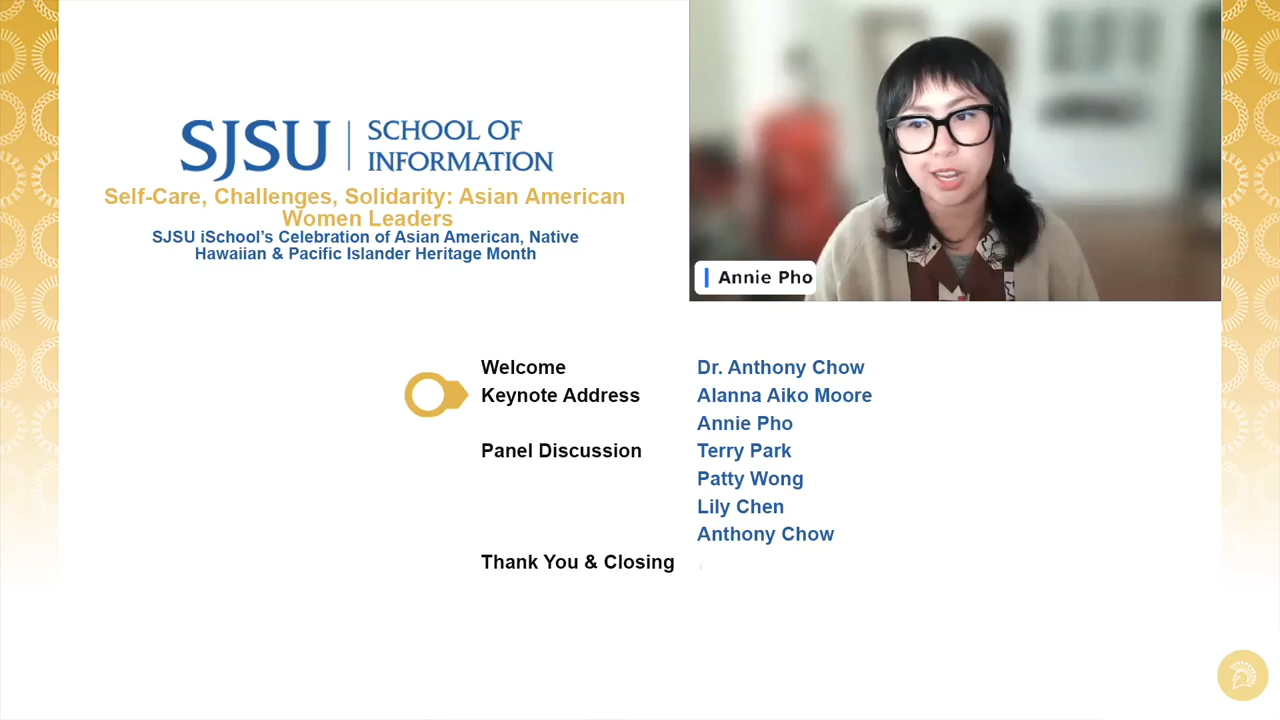 SJSU | SCHOOL OF
INFORMATION
Self-Care, Challenges, Solidarity: Asian American
Women Leaders
SJSU iSchool's Celebration of Asian American, Native
Hawaiian & Pacific Islander Heritage Month
Annie Pho
Welcome Dr. Anthony Chow
Keynote Address Alanna Aiko Moore
Annie Pho
Panel Discussion Terry Park
Patty Wong
Lily Chen
Anthony Chow
Thank You & Closing